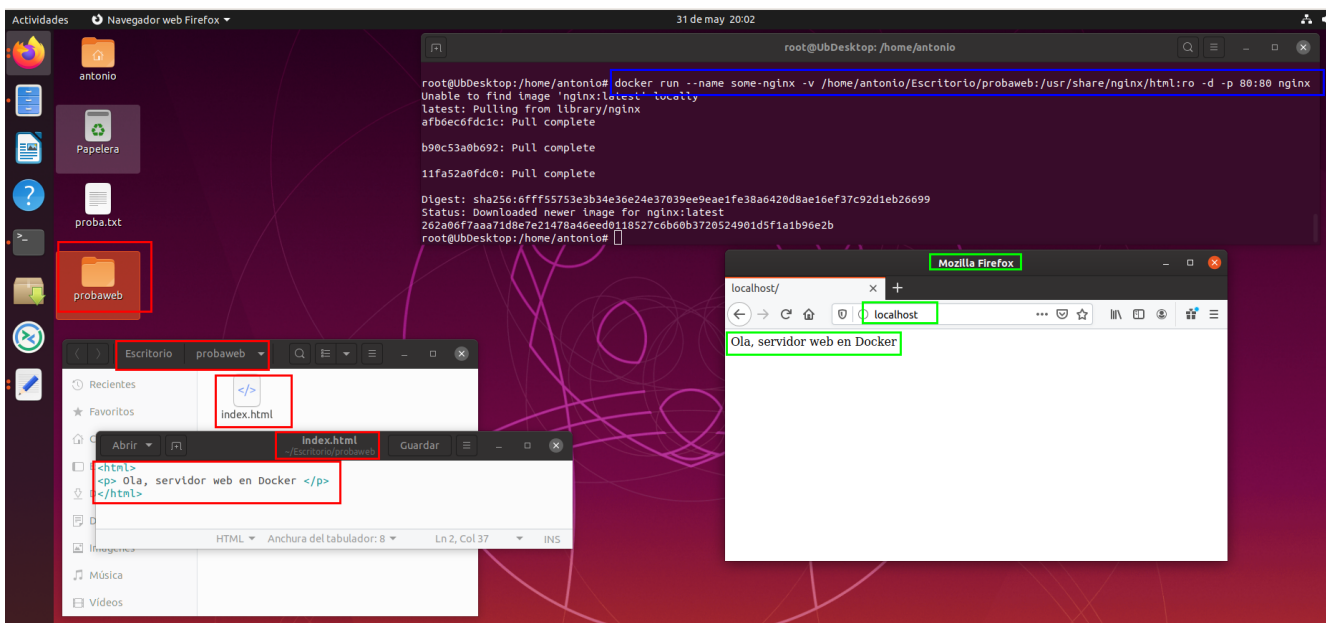 Actividades Navegador web Firefox 31 de may 20:02
antonio
Papelera
proba.txt
probaweb
root@UbDesktop: /home/antonio
root@UbDesktop:/home/antonio# docker run --name some-nginx -v /home/antonio/Escritorio/probaweb:/usr/share/nginx/html:ro -d -p 80:80 nginx
Unable to find image 'nginx:latest' locally
latest: Pulling from library/nginx
afb6ec6fdc1c: Pull complete
b90c53a0b692: Pull complete
11fa52a0fdc0: Pull complete
Digest: sha256:6fff55753e3b34e36e24e37039ee9eae1fe38a6420d8ae16ef37c92d1eb26699
Status: Downloaded newer image for nginx:latest
262a06f7aaa71d8e7e21478a46eed0118527c6b60b3720524901d5f1a1b96e2b
root@UbDesktop:/home/antonio#
Mozilla Firefox
localhost/
localhost
Ola, servidor web en Docker
Escritorio probaweb
Recientes
Favoritos
index.html
Abrir index.html Guardar
~/Escritorio/probaweb
<html>
<p> Ola, servidor web en Docker </p>
</html>
HTML Anchura del tabulador: 8 Ln 2, Col 37 INS
Imágenes
Música
Vídeos